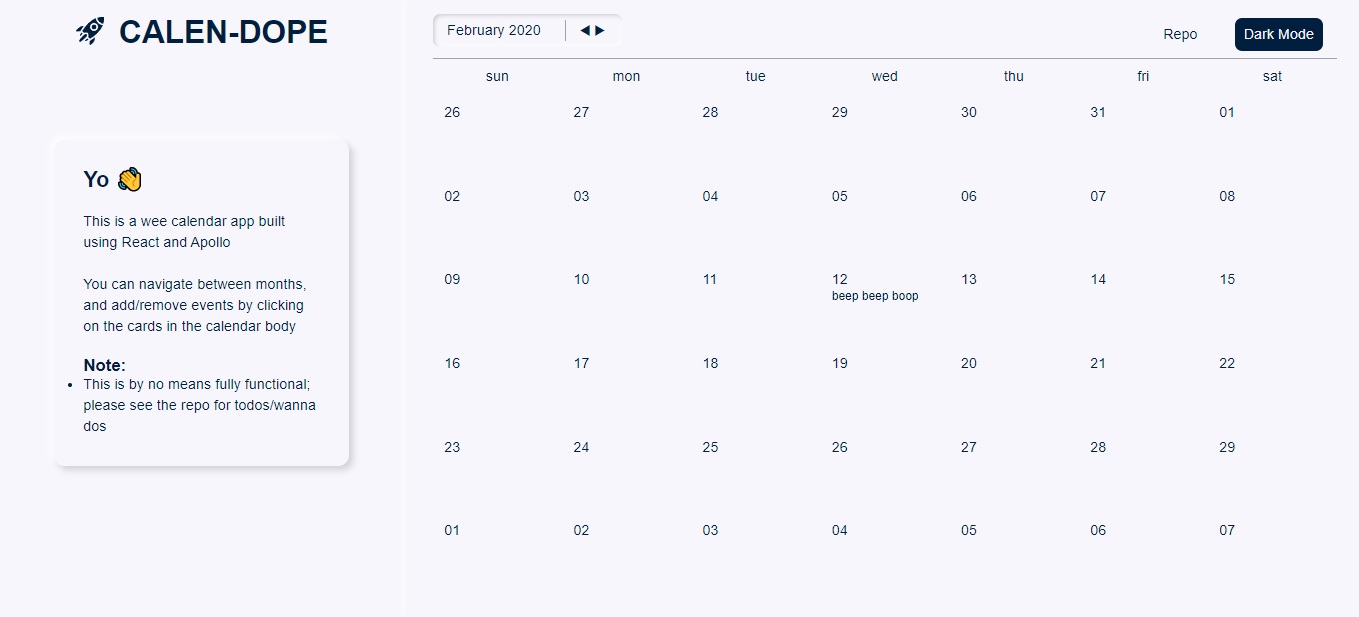 CALEN-DOPE
Yo 👋
This is a wee calendar app built
using React and Apollo
You can navigate between months,
and add/remove events by clicking
on the cards in the calendar body
Note:
• This is by no means fully functional;
please see the repo for todos/wanna
dos
February 2020 ◀ ▶
Repo Dark Mode
sun mon tue wed thu fri sat
26 27 28 29 30 31 01
02 03 04 05 06 07 08
09 10 11 12 13 14 15
beep beep boop
16 17 18 19 20 21 22
23 24 25 26 27 28 29
01 02 03 04 05 06 07